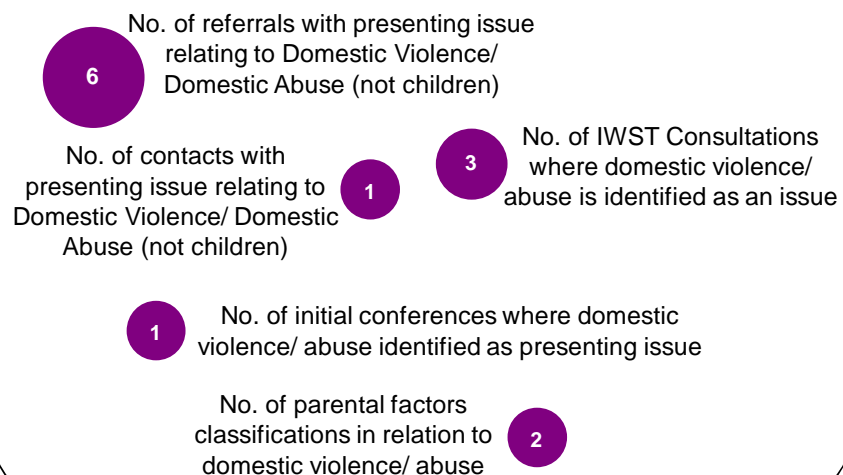 No. of referrals with presenting issue
relating to Domestic Violence/
Domestic Abuse (not children)
6
No. of contacts with
presenting issue relating to
Domestic Violence/ Domestic
Abuse (not children)
1
3
No. of IWST Consultations
where domestic violence/
abuse is identified as an issue
1
No. of initial conferences where domestic
violence/ abuse identified as presenting issue
No. of parental factors
classifications in relation to
domestic violence/ abuse
2